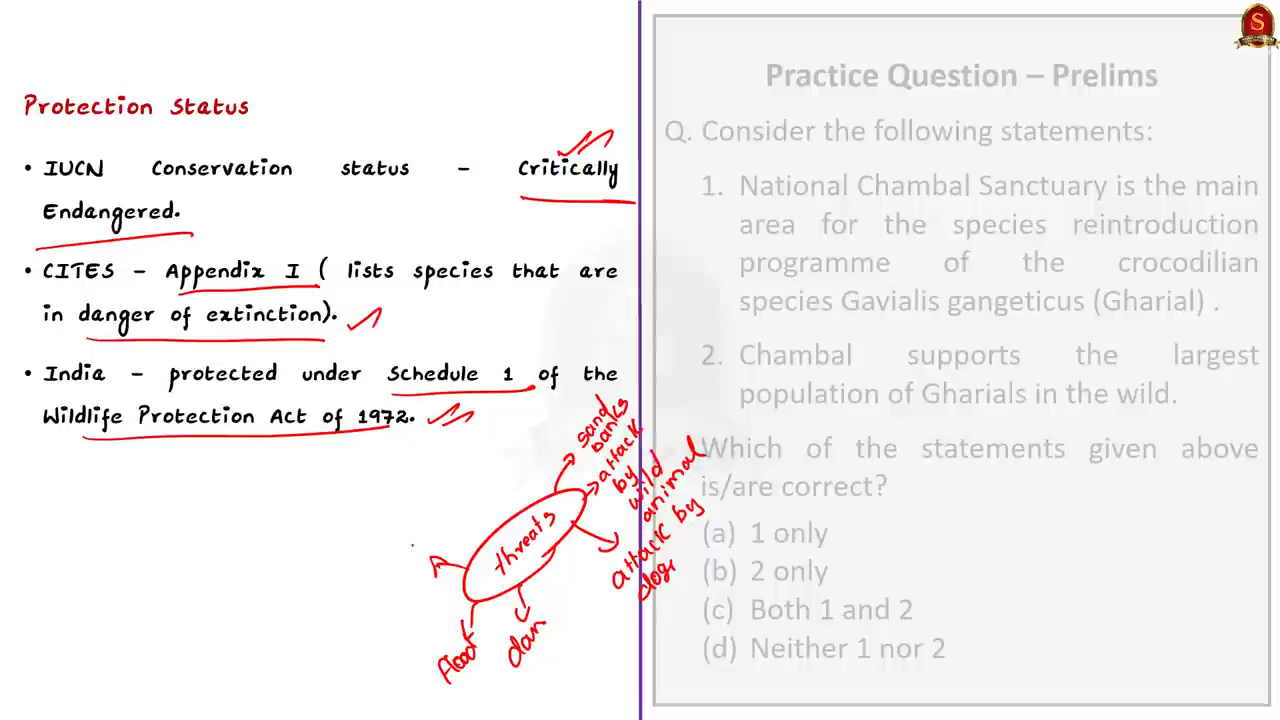 Protection Status
• IUCN Conservation status - Critically
Endangered.
• CITES - Appendix I ( lists species that are
in danger of extinction).
• India - protected under Schedule 1 of the
Wildlife Protection Act of 1972.
threats
sand
banks
attack
by
wild
animal
attack by
dog
dam
flood
S
Practice Question – Prelims
Q. Consider the following statements:
1. National Chambal Sanctuary is the main
area for the species reintroduction
programme of the crocodilian
species Gavialis gangeticus (Gharial) .
2. Chambal supports the largest
population of Gharials in the wild.
Which of the statements given above
is/are correct?
(a) 1 only
(b) 2 only
(c) Both 1 and 2
(d) Neither 1 nor 2